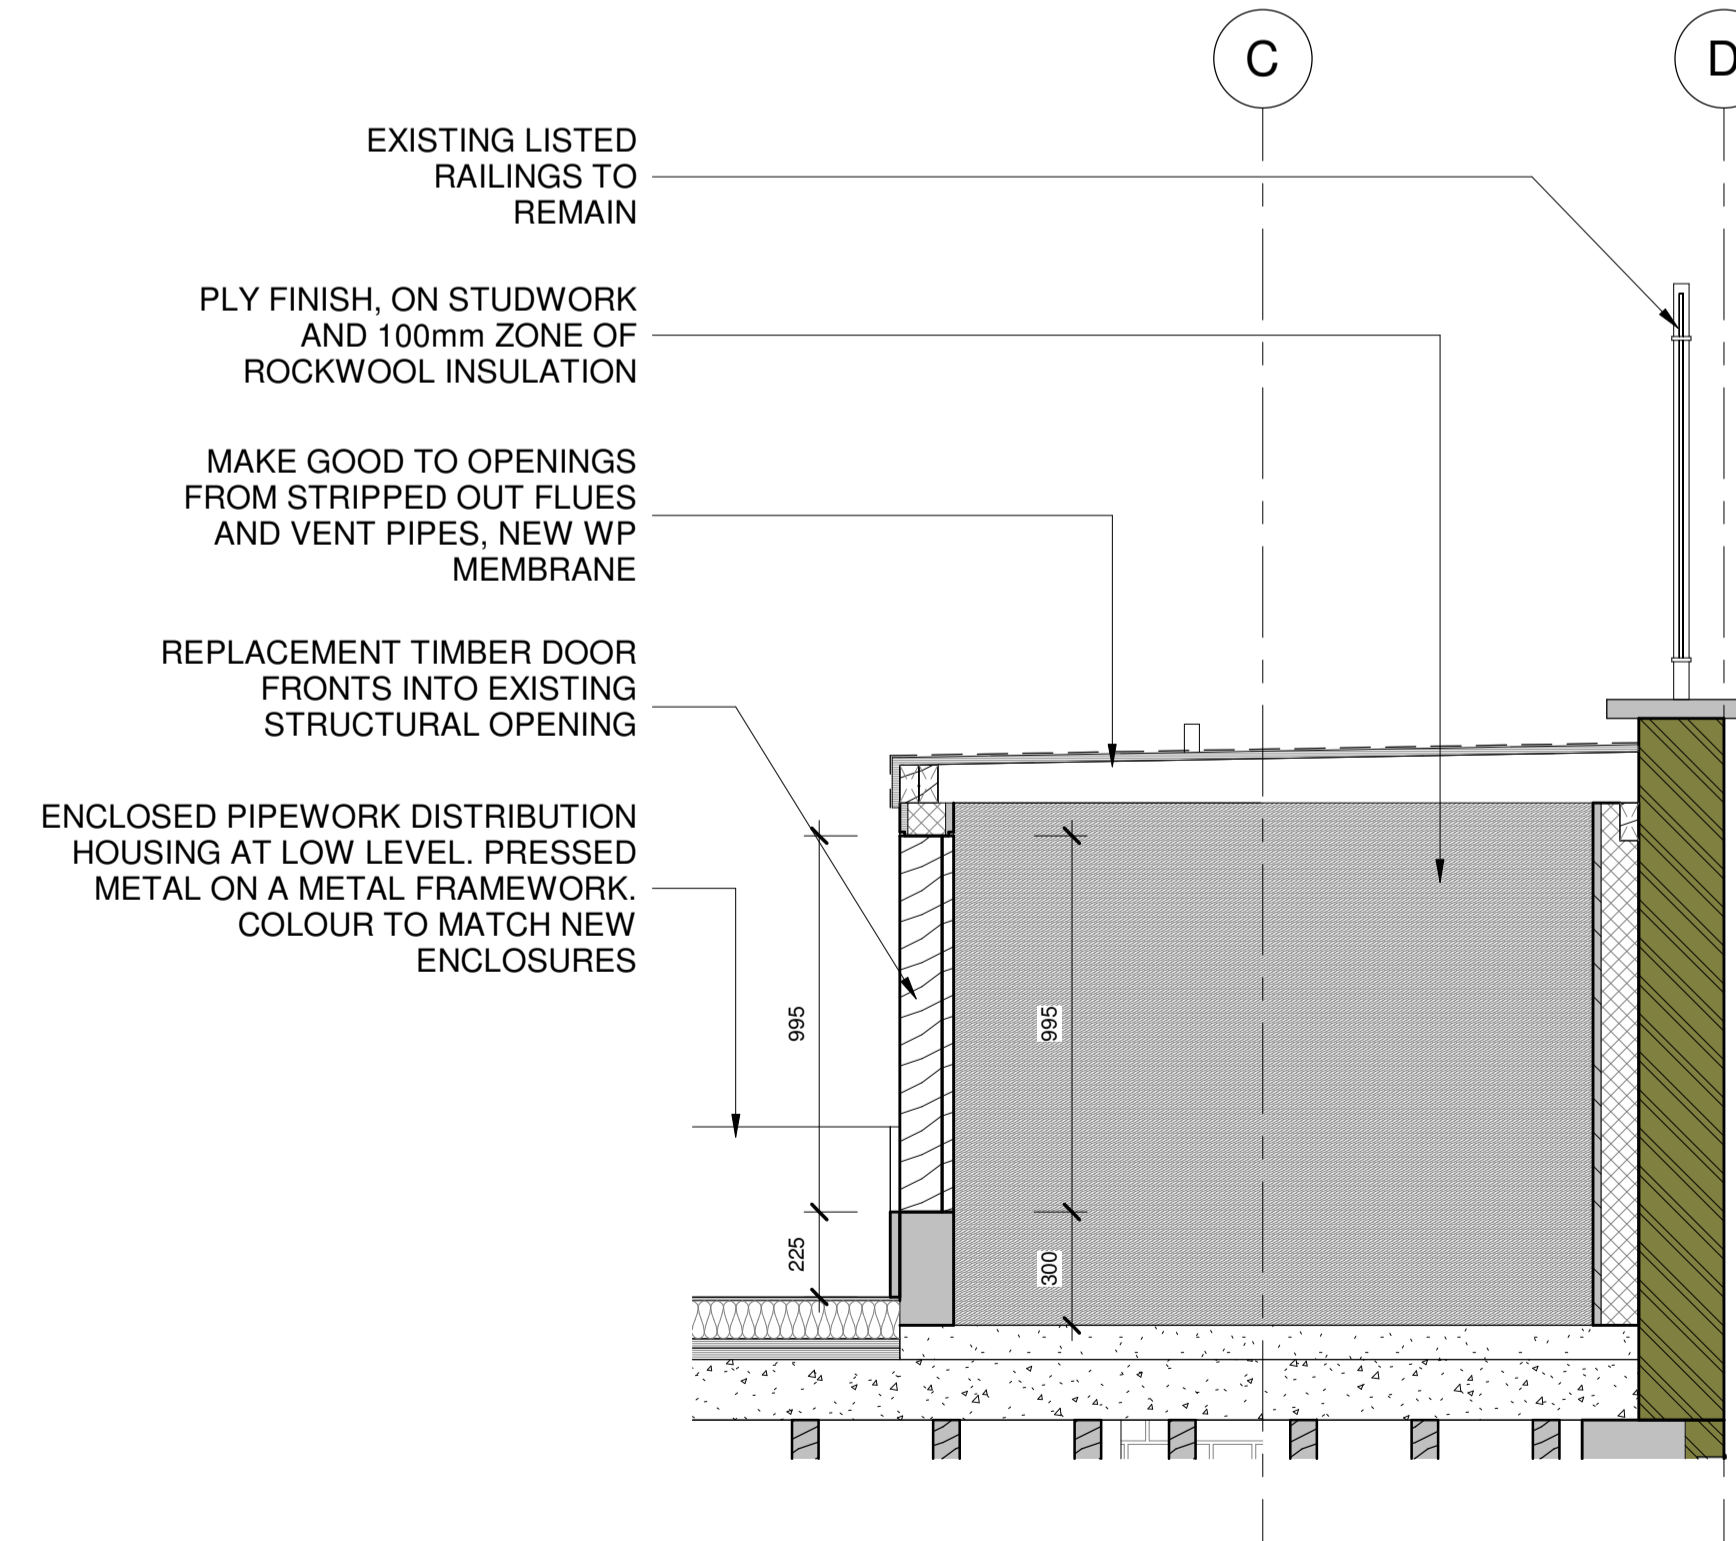 C
D
EXISTING LISTED
RAILINGS TO
REMAIN
PLY FINISH, ON STUDWORK
AND 100mm ZONE OF
ROCKWOOL INSULATION
MAKE GOOD TO OPENINGS
FROM STRIPPED OUT FLUES
AND VENT PIPES, NEW WP
MEMBRANE
REPLACEMENT TIMBER DOOR
FRONTS INTO EXISTING
STRUCTURAL OPENING
ENCLOSED PIPEWORK DISTRIBUTION
HOUSING AT LOW LEVEL. PRESSED
METAL ON A METAL FRAMEWORK.
COLOUR TO MATCH NEW
ENCLOSURES
995
995
225
300